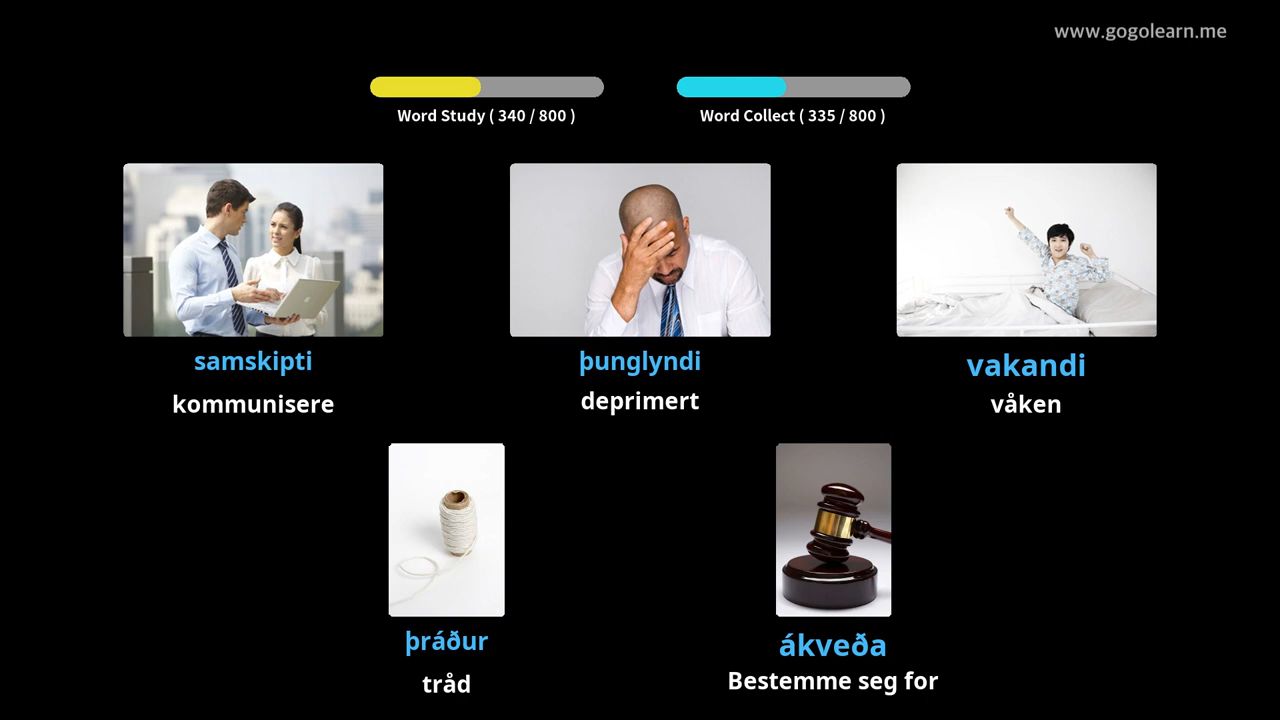 www.gogolearn.me
Word Study ( 340 / 800 )
Word Collect ( 335 / 800 )
samskipti
þunglyndi
vakandi
kommunisere
deprimert
våken
þráður
ákveða
tråd
Bestemme seg for